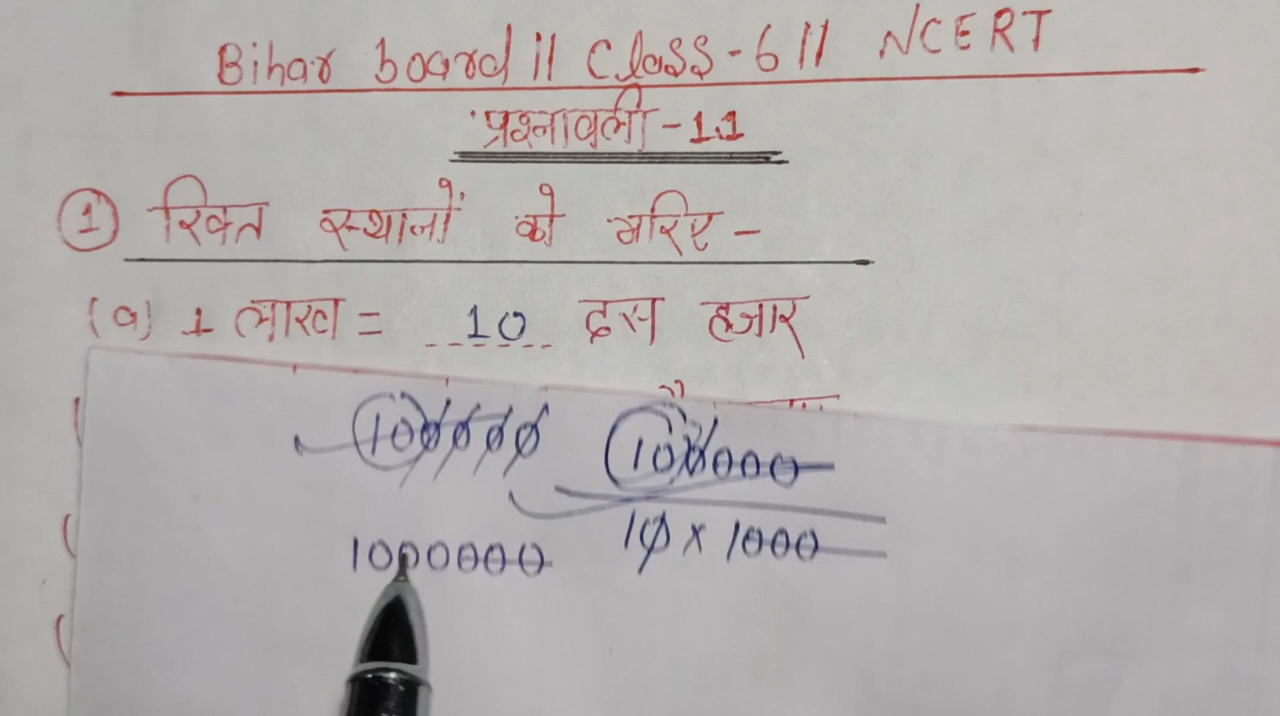 Bihar board || Class-6 || NCERT
प्रश्नावली-1.1
① रिक्त स्थानों को भरिए-
(a) 1 लाख = 10 दस हजार
100000 100000
10 x 1000
1000000